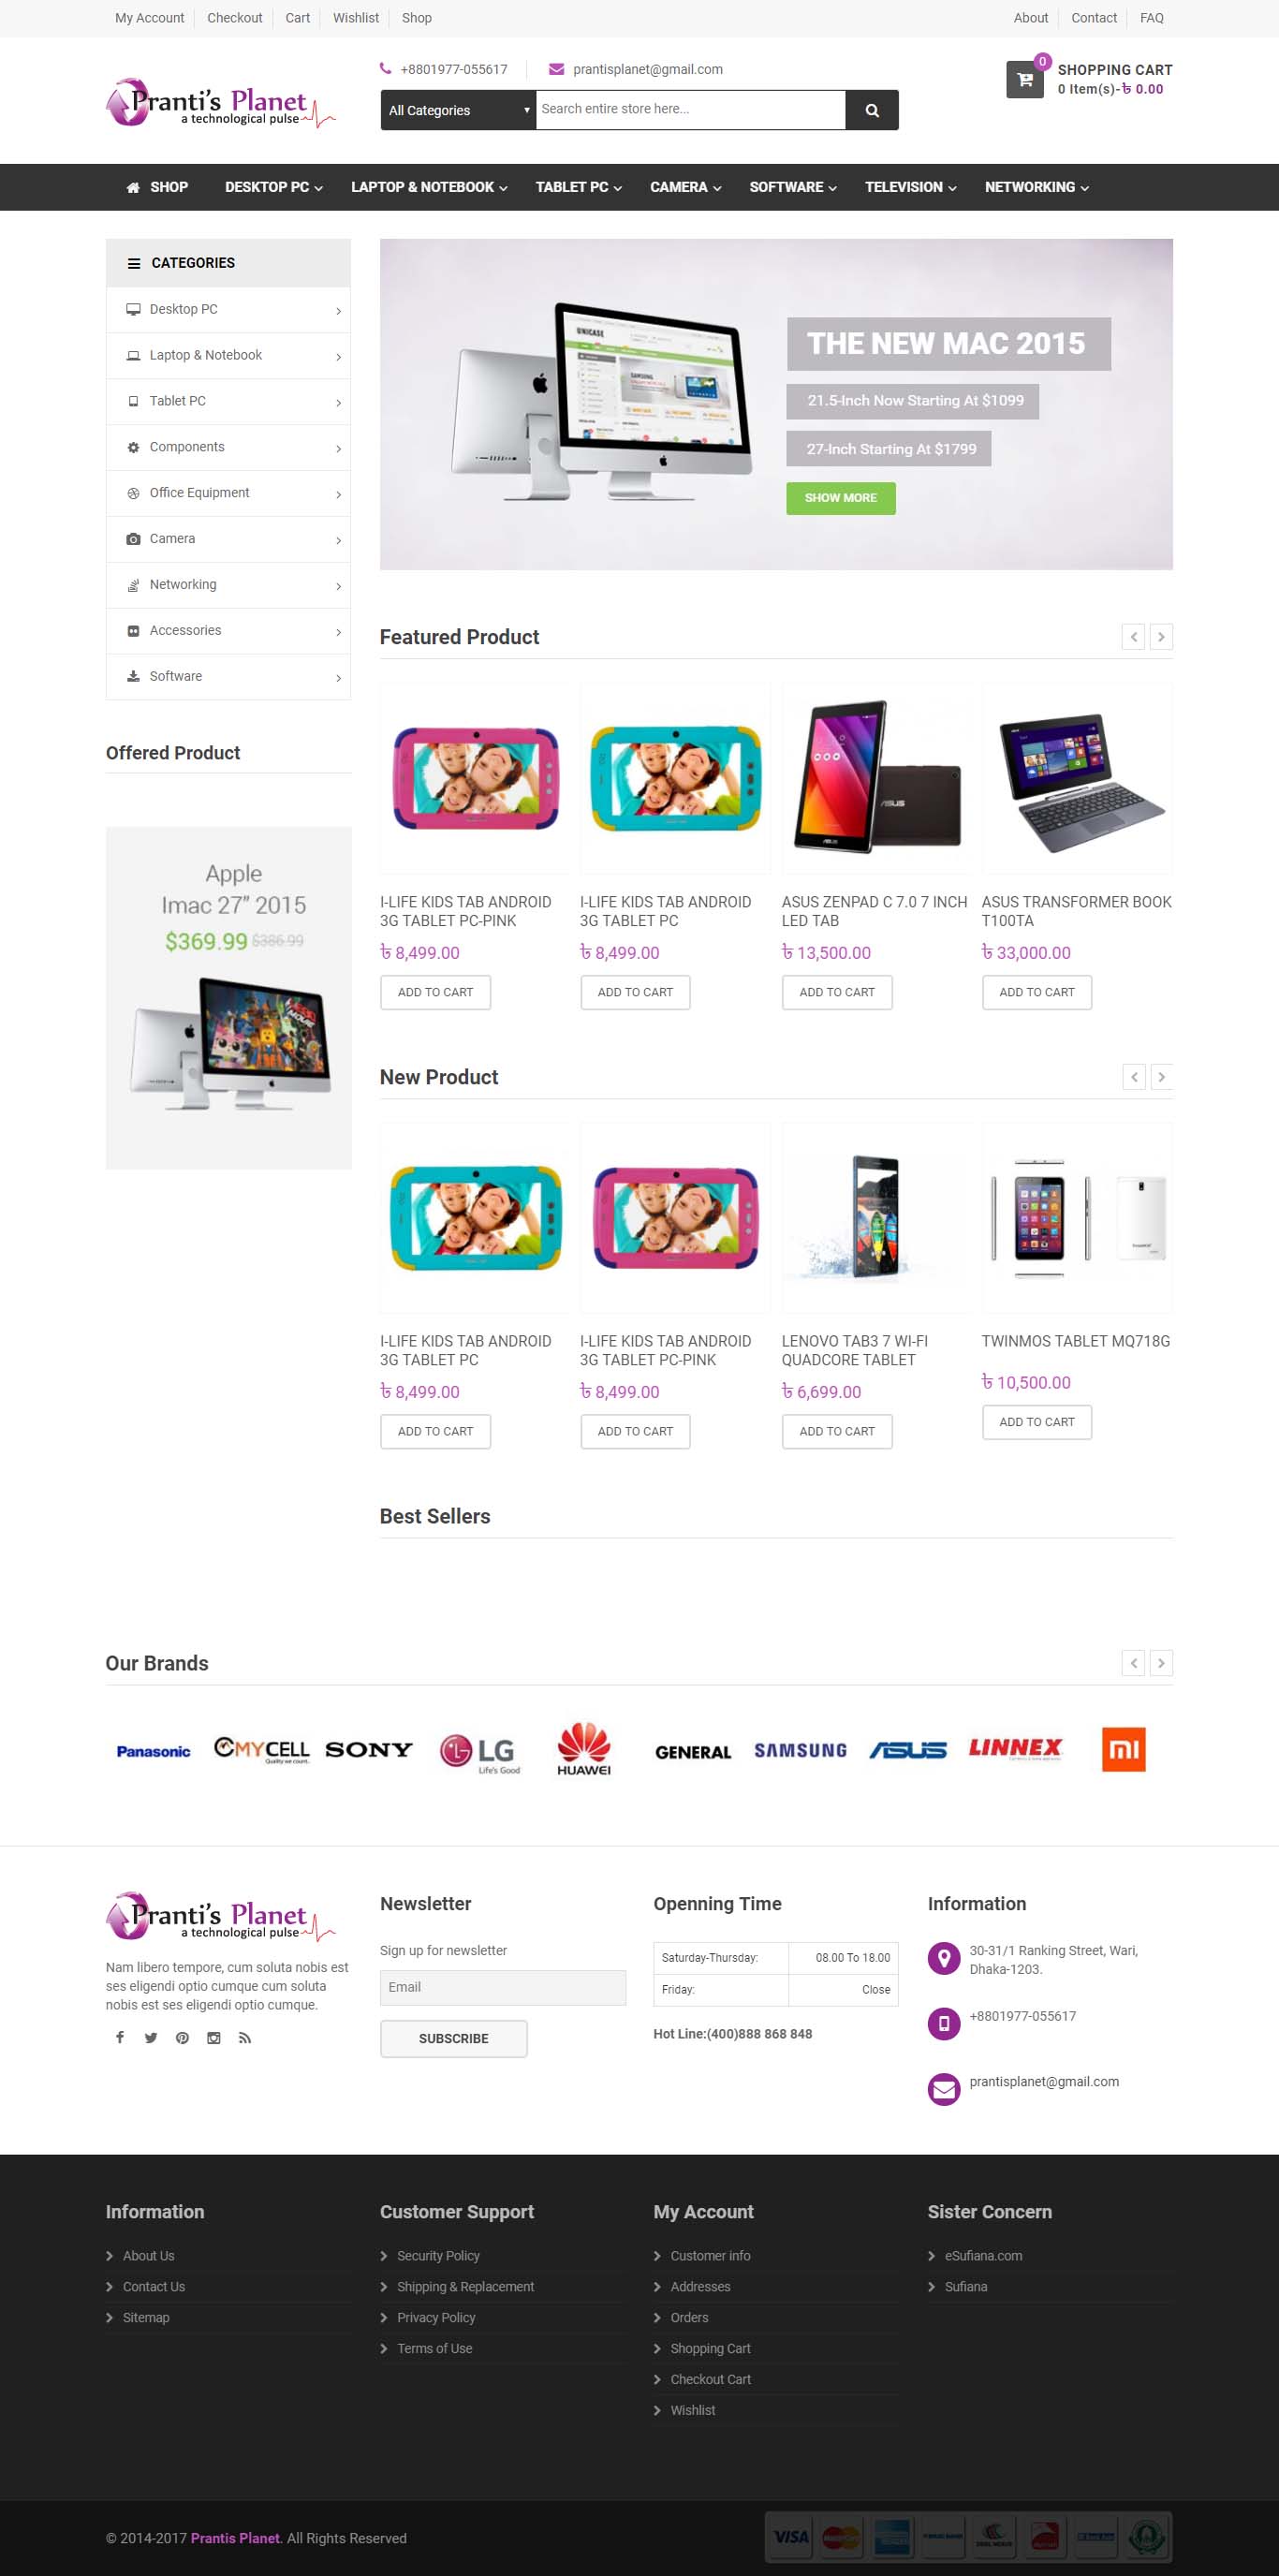 My Account Checkout Cart Wishlist Shop
About Contact FAQ
+8801977-055617 prantisplanet@gmail.com
Pranti's Planet
a technological pulse
All Categories
Search entire store here...
0
SHOPPING CART
0 Item(s)-৳ 0.00
SHOP DESKTOP PC LAPTOP & NOTEBOOK TABLET PC CAMERA SOFTWARE TELEVISION NETWORKING
CATEGORIES
Desktop PC
Laptop & Notebook
Tablet PC
Components
Office Equipment
Camera
Networking
Accessories
Software
UNICASE
SAMSUNG
THE NEW MAC 2015
21.5-Inch Now Starting At $1099
27-Inch Starting At $1799
SHOW MORE
Offered Product
Apple
Imac 27” 2015
$369.99 $386.99
Featured Product
ASUS
I-LIFE KIDS TAB ANDROID
3G TABLET PC-PINK
৳ 8,499.00
ADD TO CART
I-LIFE KIDS TAB ANDROID
3G TABLET PC
৳ 8,499.00
ADD TO CART
ASUS ZENPAD C 7.0 7 INCH
LED TAB
৳ 13,500.00
ADD TO CART
ASUS TRANSFORMER BOOK
T100TA
৳ 33,000.00
ADD TO CART
New Product
I-LIFE KIDS TAB ANDROID
3G TABLET PC
৳ 8,499.00
ADD TO CART
I-LIFE KIDS TAB ANDROID
3G TABLET PC-PINK
৳ 8,499.00
ADD TO CART
LENOVO TAB3 7 WI-FI
QUADCORE TABLET
৳ 6,699.00
ADD TO CART
TWINMOS TABLET MQ718G
৳ 10,500.00
ADD TO CART
Best Sellers
Our Brands
Panasonic
MYCELL
Quality we count.
SONY
LG
Life's Good
HUAWEI
GENERAL
SAMSUNG
ASUS
LINNEX
mi
Pranti's Planet
a technological pulse
Nam libero tempore, cum soluta nobis est
ses eligendi optio cumque cum soluta
nobis est ses eligendi optio cumque.
Newsletter
Sign up for newsletter
Email
SUBSCRIBE
Openning Time
Saturday-Thursday: 08.00 To 18.00
Friday: Close
Hot Line:(400)888 868 848
Information
30-31/1 Ranking Street, Wari,
Dhaka-1203.
+8801977-055617
prantisplanet@gmail.com
Information
About Us
Contact Us
Sitemap
Customer Support
Security Policy
Shipping & Replacement
Privacy Policy
Terms of Use
My Account
Customer info
Addresses
Orders
Shopping Cart
Checkout Cart
Wishlist
Sister Concern
eSufiana.com
Sufiana
© 2014-2017 Prantis Planet. All Rights Reserved
VISA